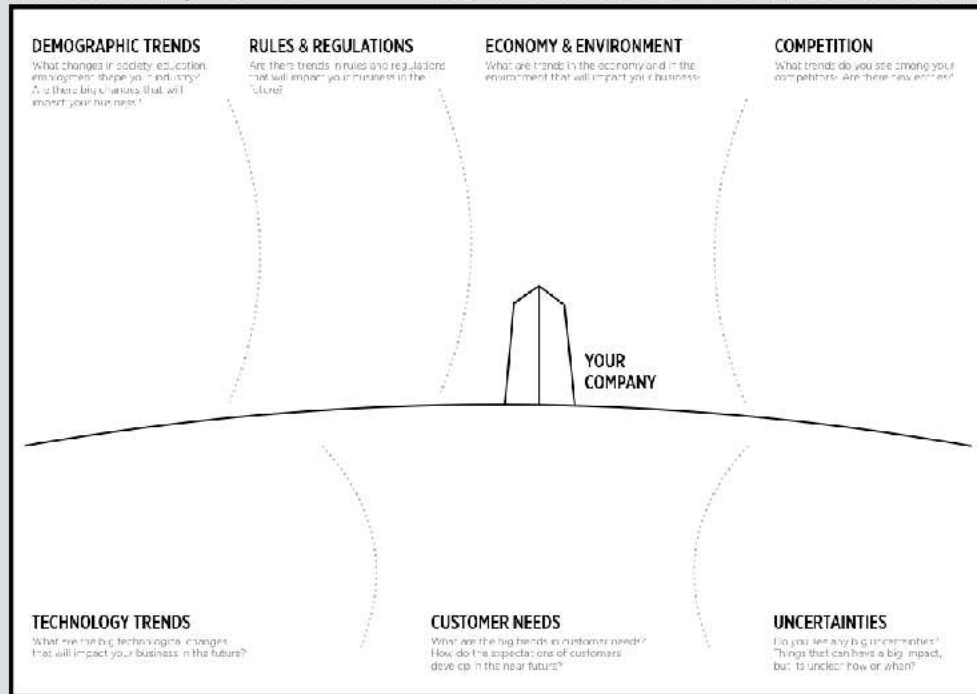 DEMOGRAPHIC TRENDS
What changes in society, education,
employment shape your industry?
Are there big changes that will
impact your business?
RULES & REGULATIONS
Are there trends in rules and regulations
that will impact your business in the
future?
ECONOMY & ENVIRONMENT
What are trends in the economy and in the
environment that will impact your business?
COMPETITION
What trends do you see among your
competitors? Are there new entries?
YOUR
COMPANY
TECHNOLOGY TRENDS
What are the big technological changes
that will impact your business in the future?
CUSTOMER NEEDS
What are the big trends in customer needs?
How do the expectations of customers
develop in the near future?
UNCERTAINTIES
Do you see any big uncertainties?
Things that can have a big impact,
but its unclear how or when?